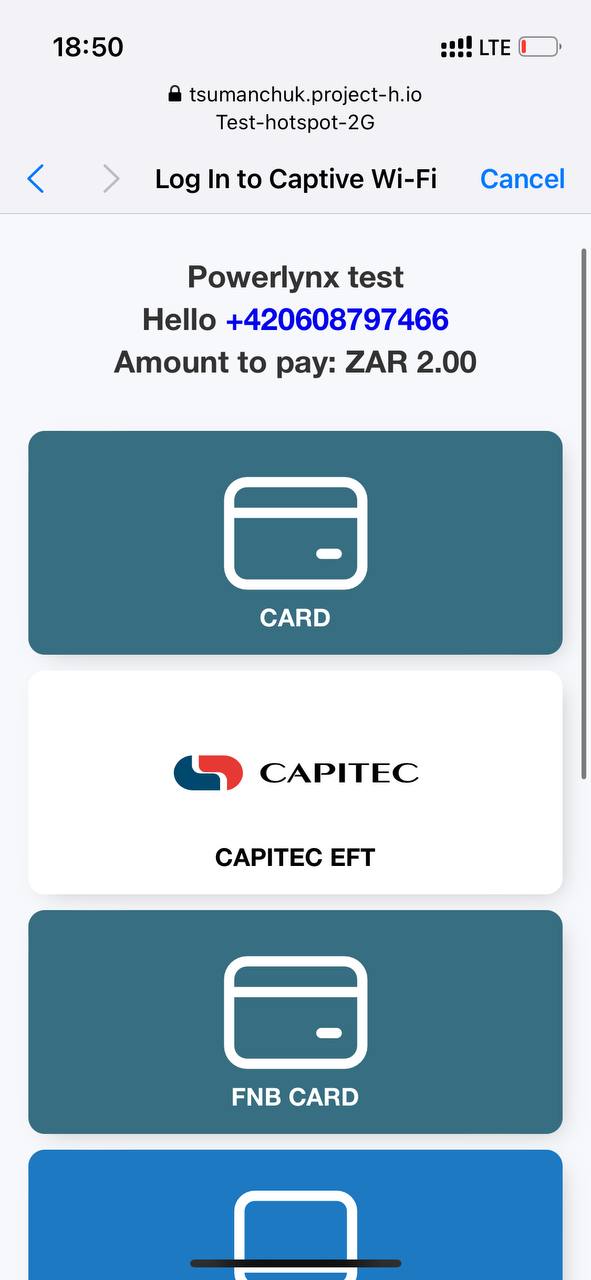 18:50
LTE
tsumanchuk.project-h.io
Test-hotspot-2G
Log In to Captive Wi-Fi
Cancel
Powerlynx test
Hello +420608797466
Amount to pay: ZAR 2.00
CARD
CAPITEC
CAPITEC EFT
FNB CARD